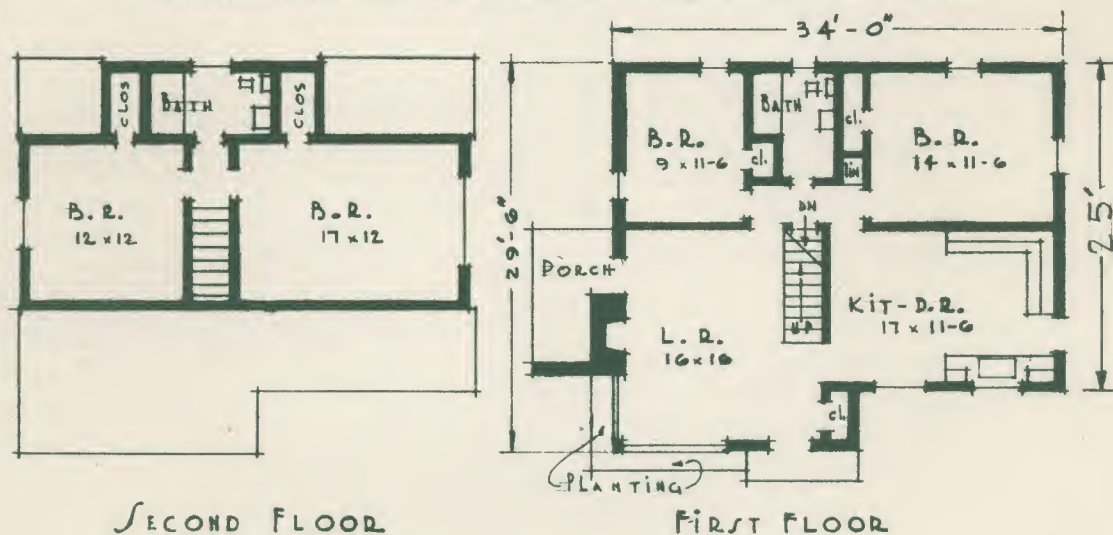 CLOS
BATH
CLOS
B. R.
12 x 12
B. R.
17 x 12
SECOND FLOOR
34'-0"
29'-6"
25'
B. R.
9 x 11-6
BATH
cl.
cl.
lin
B. R.
14 x 11-6
DN
UP
PORCH
L. R.
16 x 18
KIT-D.R.
17 x 11-6
cl.
PLANTING
FIRST FLOOR